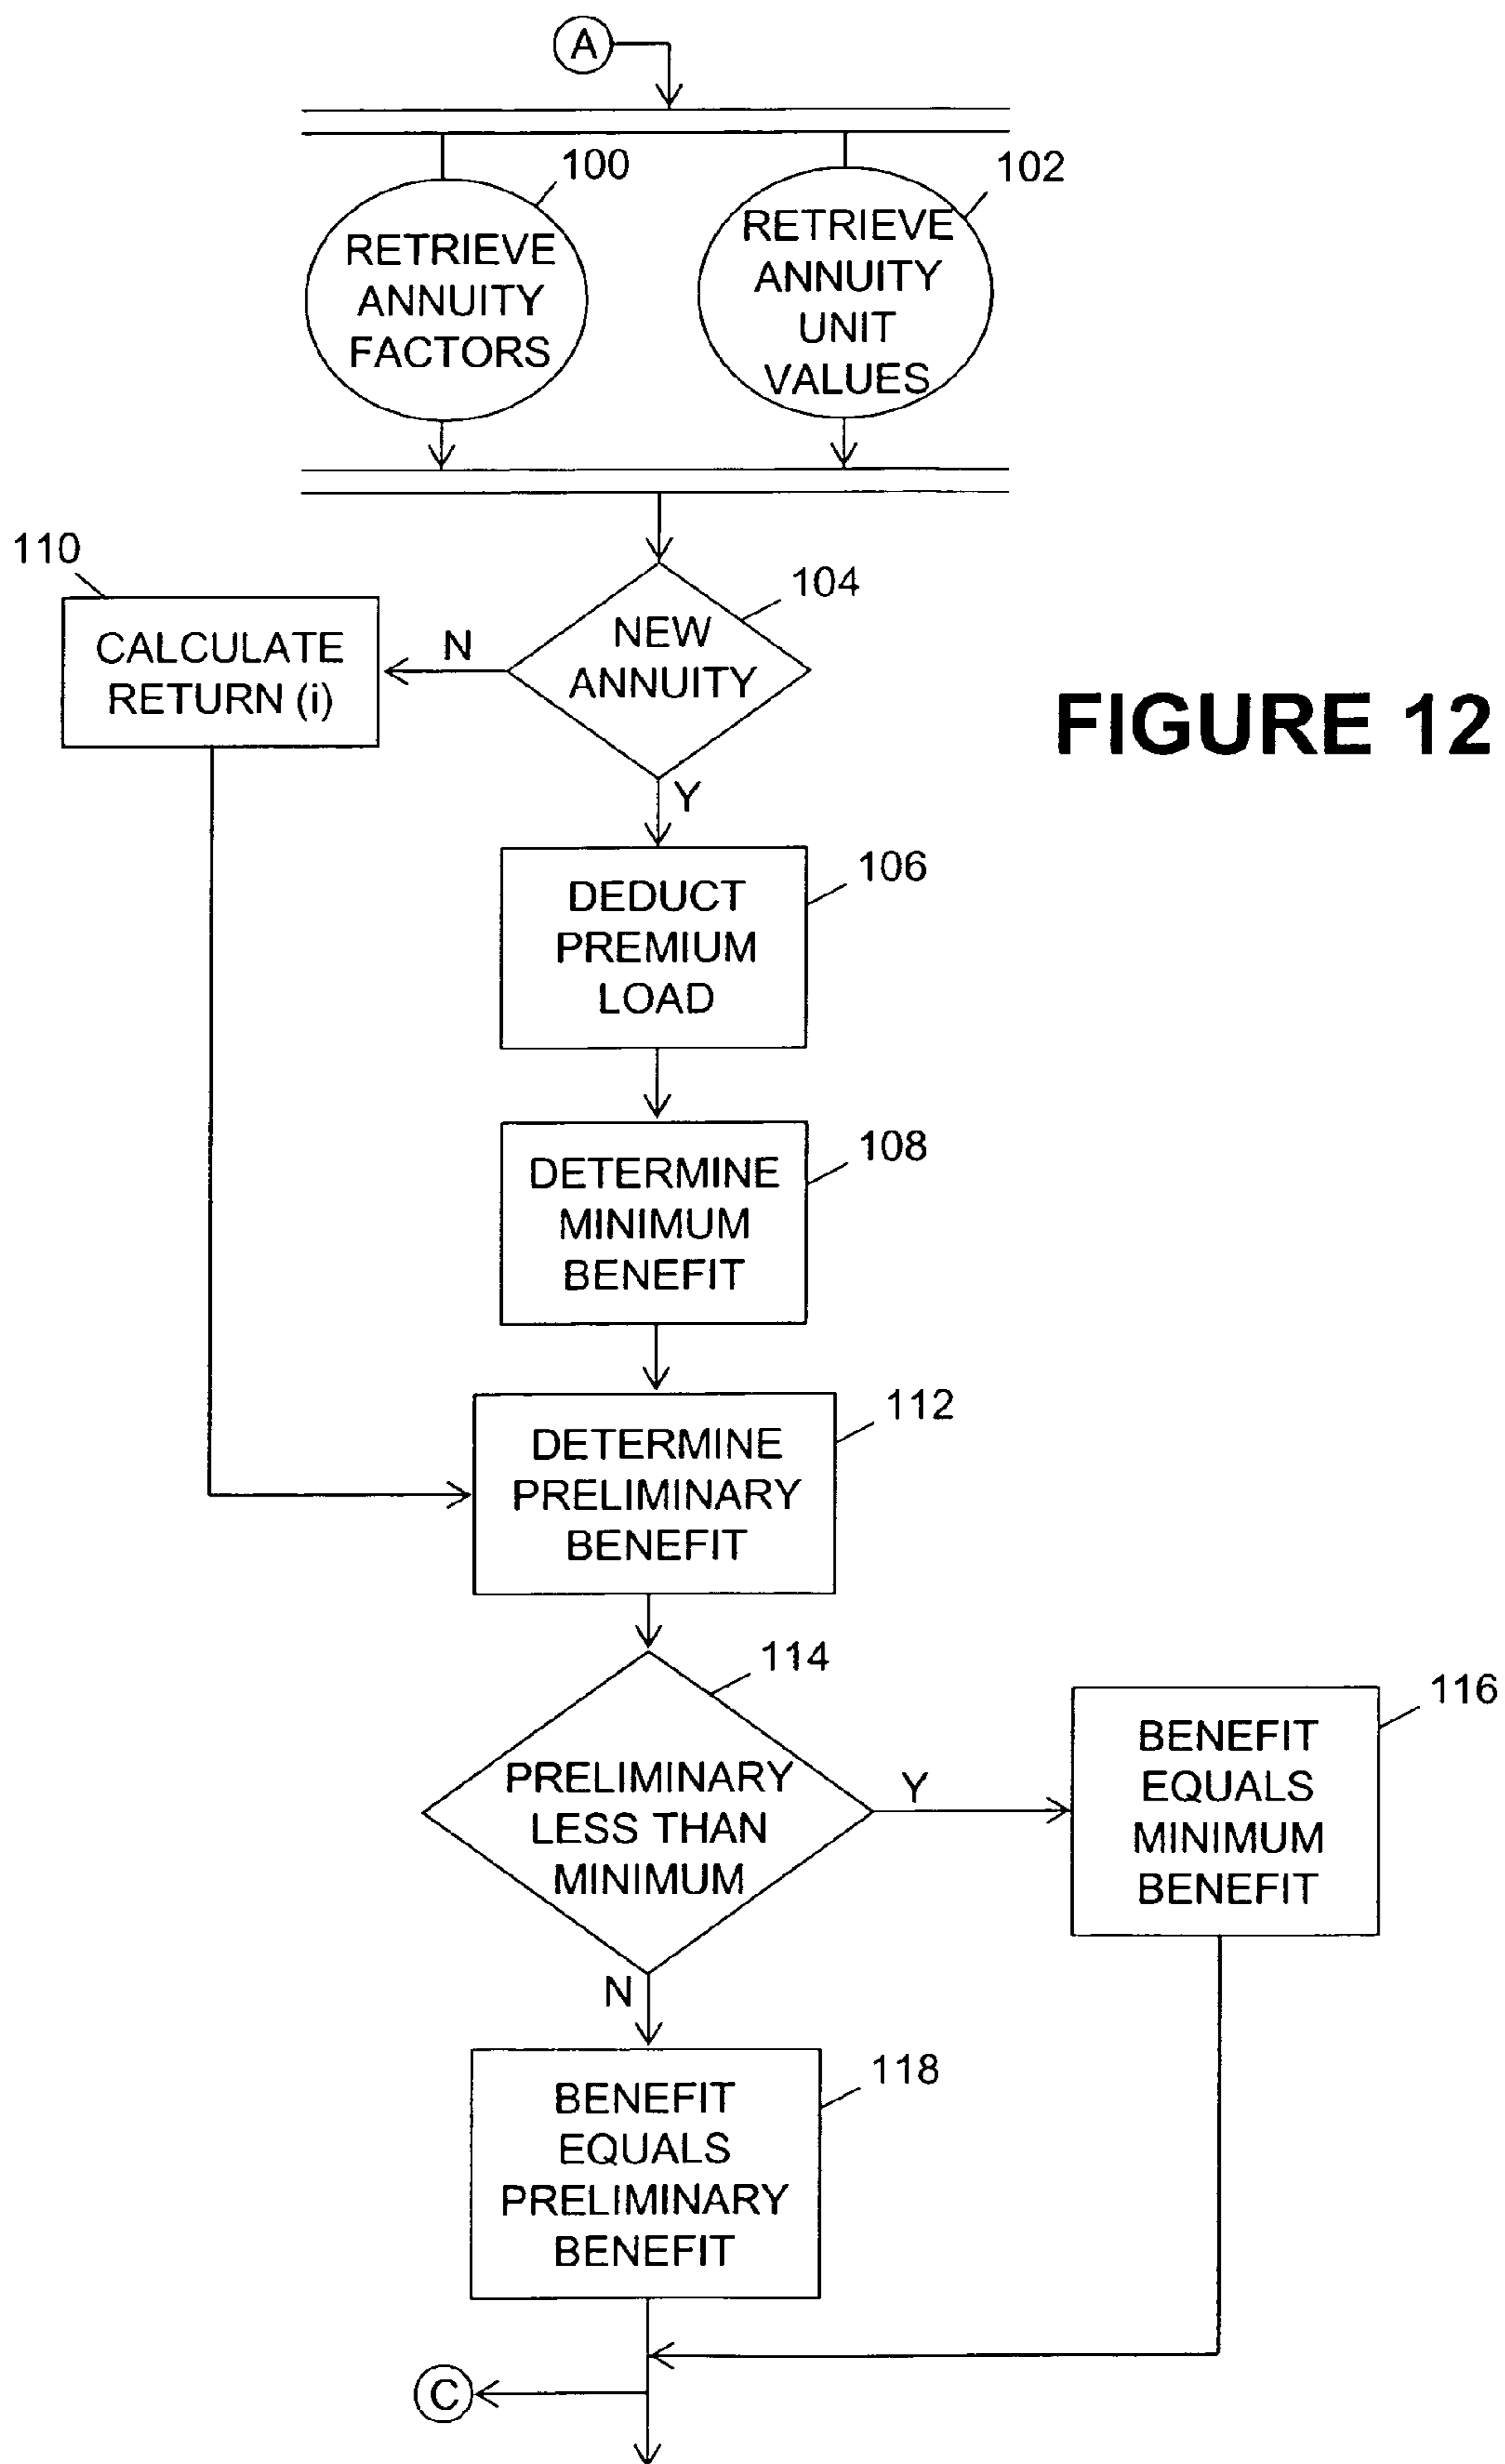 A
100
102
RETRIEVE
ANNUITY
FACTORS
RETRIEVE
ANNUITY
UNIT
VALUES
110
104
CALCULATE
RETURN (i)
N
NEW
ANNUITY
FIGURE 12
Y
106
DEDUCT
PREMIUM
LOAD
108
DETERMINE
MINIMUM
BENEFIT
112
DETERMINE
PRELIMINARY
BENEFIT
114
PRELIMINARY
LESS THAN
MINIMUM
Y
116
BENEFIT
EQUALS
MINIMUM
BENEFIT
N
118
BENEFIT
EQUALS
PRELIMINARY
BENEFIT
C